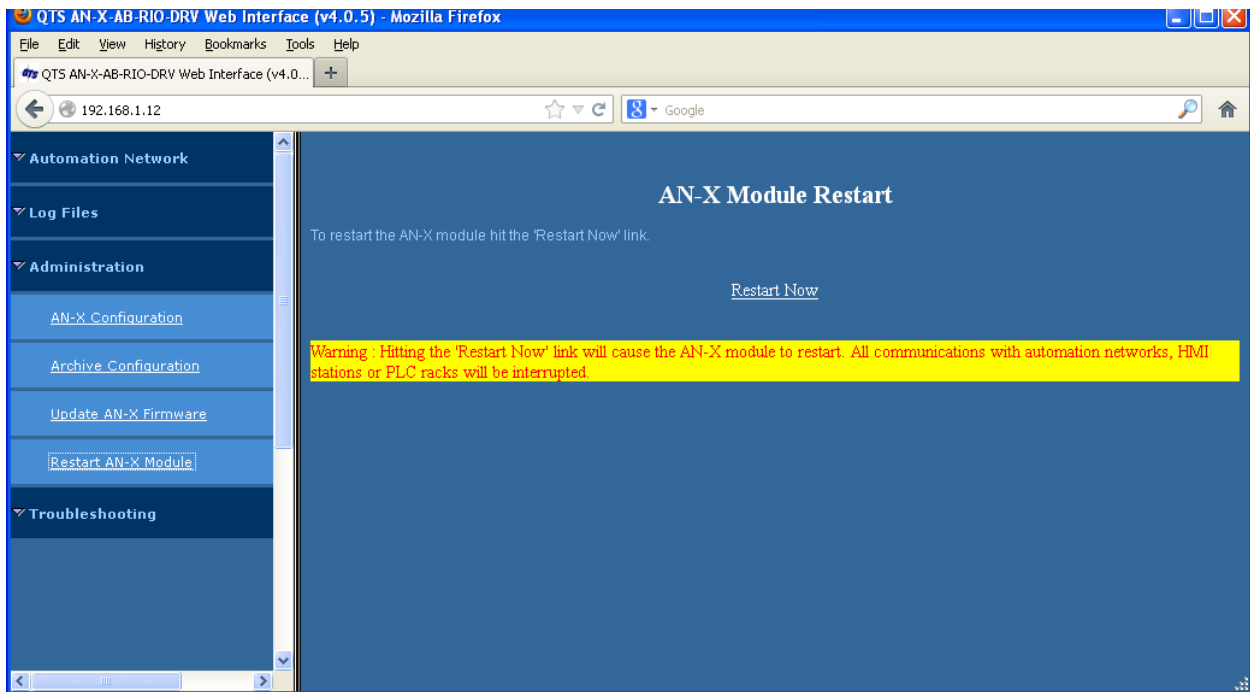 QTS AN-X-AB-RIO-DRV Web Interface (v4.0.5) - Mozilla Firefox
File Edit View History Bookmarks Tools Help
QTS QTS AN-X-AB-RIO-DRV Web Interface (v4.0... +
192.168.1.12 8 Google
Automation Network
Log Files
Administration
AN-X Configuration
Archive Configuration
Update AN-X Firmware
Restart AN-X Module
Troubleshooting
AN-X Module Restart
To restart the AN-X module hit the 'Restart Now' link.
Restart Now
Warning : Hitting the 'Restart Now' link will cause the AN-X module to restart. All communications with automation networks, HMI
stations or PLC racks will be interrupted.